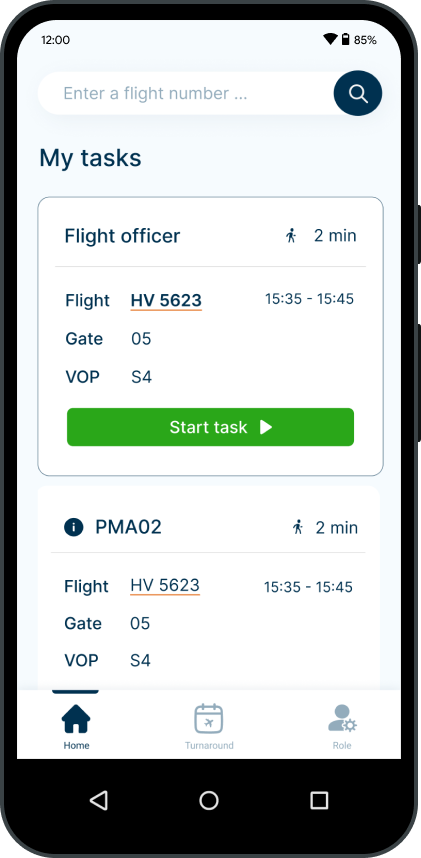 12:00 85%
Enter a flight number ...
My tasks
Flight officer 2 min
Flight HV 5623 15:35 - 15:45
Gate 05
VOP S4
Start task
PMA02 2 min
Flight HV 5623 15:35 - 15:45
Gate 05
VOP S4
Home Turnaround Role